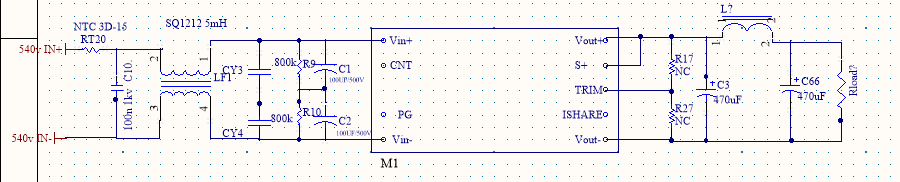 NTC 3D-15
RT20
SQ1212 5mH
L?
540v IN+
2
1
Vin+
Vout+
1
2
CY3
800k
R9
C1
100UF/500V
CNT
S+
R17
NC
C3
470uF
C66
470uF
Rload?
C10
100n 1kv
LF1
TRIM
3
4
CY4
800k
R10
C2
100UF/500V
PG
ISHARE
R27
NC
540v IN-
Vin-
Vout-
M1